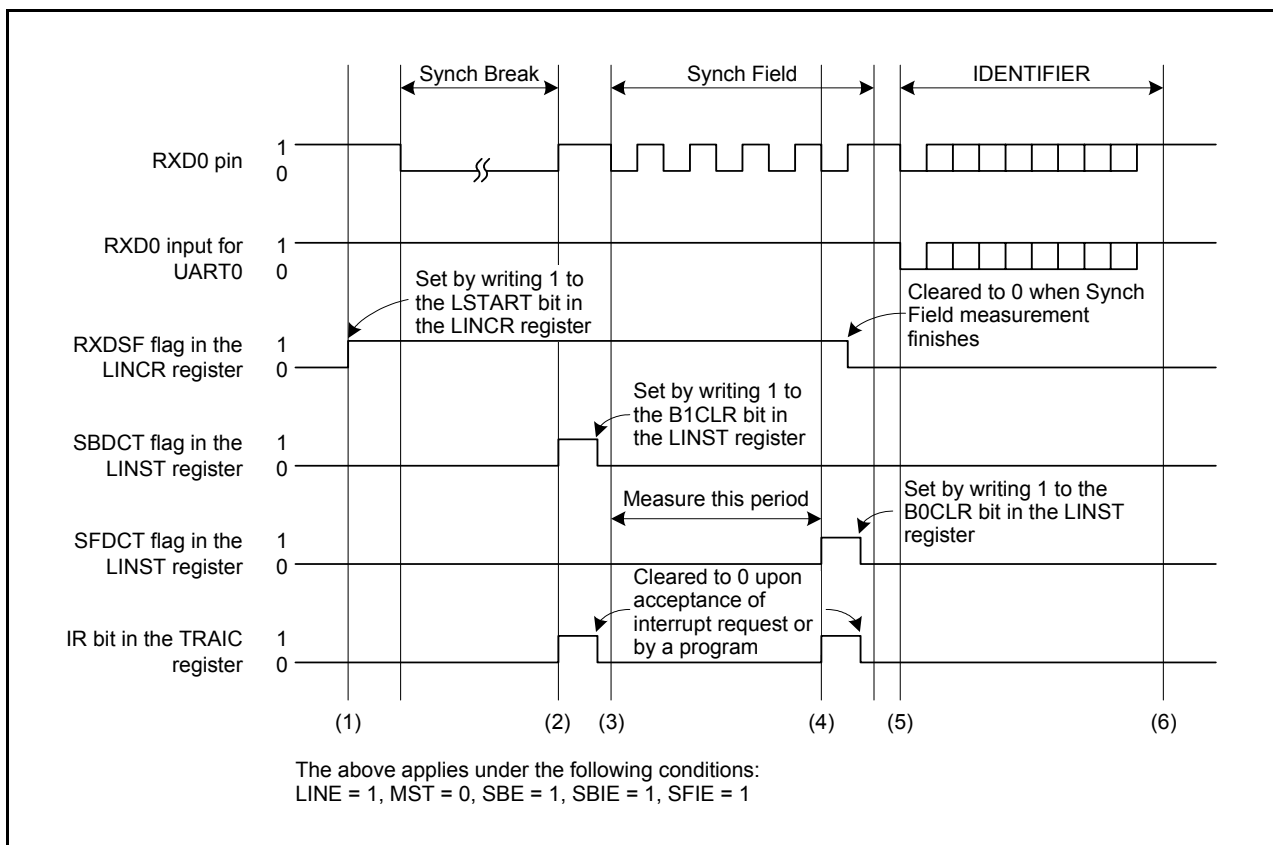 Synch Break
Synch Field
IDENTIFIER
RXD0 pin
1
0
RXD0 input for
UART0
1
0
Set by writing 1 to
the LSTART bit in
the LINCR register
Cleared to 0 when Synch
Field measurement
finishes
RXDSF flag in the
LINCR register
1
0
Set by writing 1 to
the B1CLR bit in
the LINST register
SBDCT flag in the
LINST register
1
0
Measure this period
Set by writing 1 to the
B0CLR bit in the LINST
register
SFDCT flag in the
LINST register
1
0
Cleared to 0 upon
acceptance of
interrupt request or
by a program
IR bit in the TRAIC
register
1
0
(1)
(2)
(3)
(4)
(5)
(6)
The above applies under the following conditions:
LINE = 1, MST = 0, SBE = 1, SBIE = 1, SFIE = 1